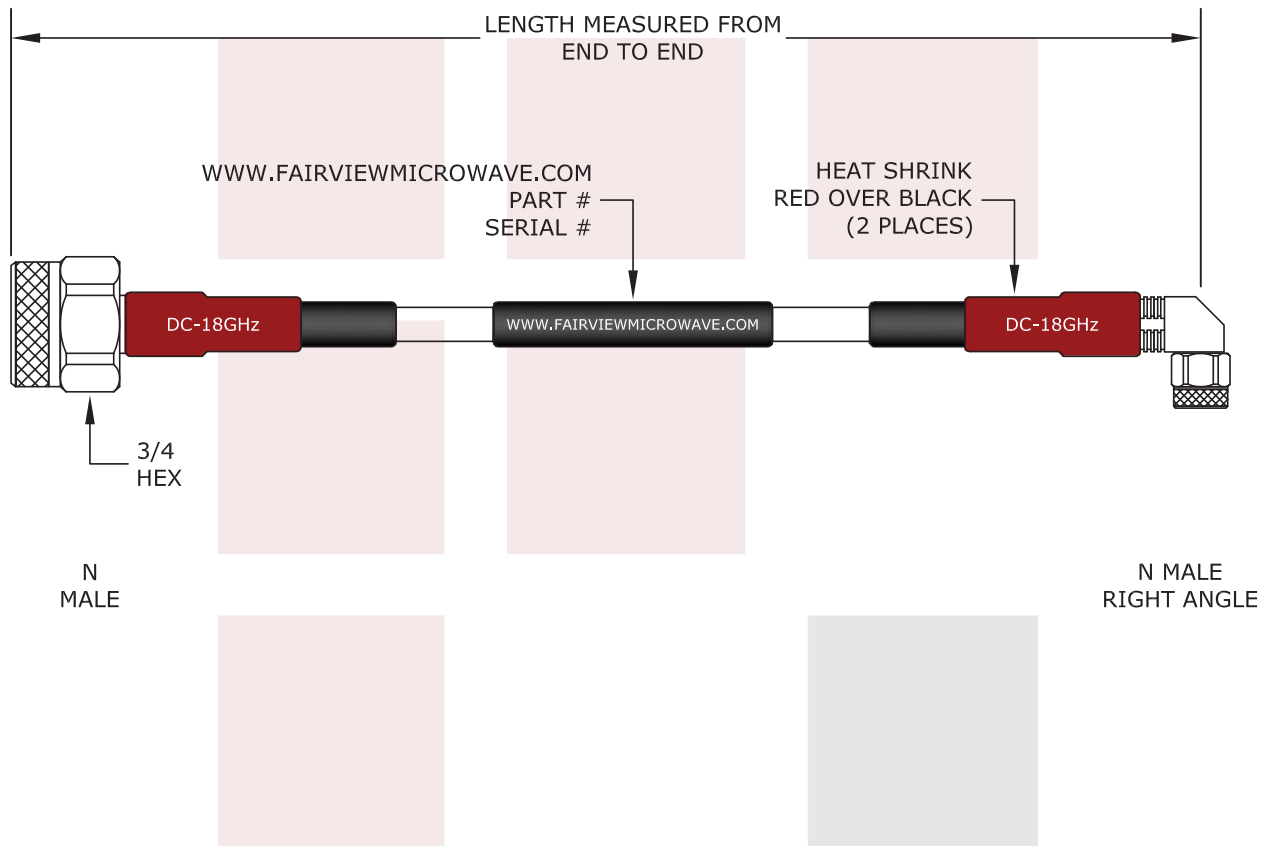 LENGTH MEASURED FROM
END TO END
WWW.FAIRVIEWMICROWAVE.COM
PART #
SERIAL #
HEAT SHRINK
RED OVER BLACK
(2 PLACES)
DC-18GHz
WWW.FAIRVIEWMICROWAVE.COM
DC-18GHz
3/4
HEX
N
MALE
N MALE
RIGHT ANGLE